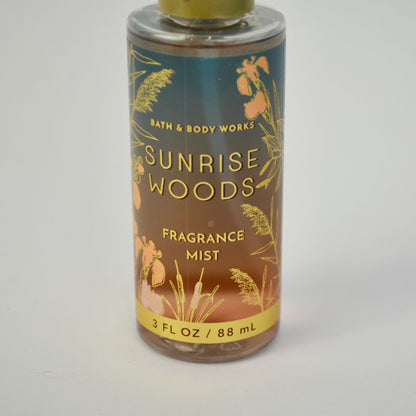 BATH & BODY WORKS
SUNRISE
WOODS
FRAGRANCE
MIST
3 FL OZ / 88 mL